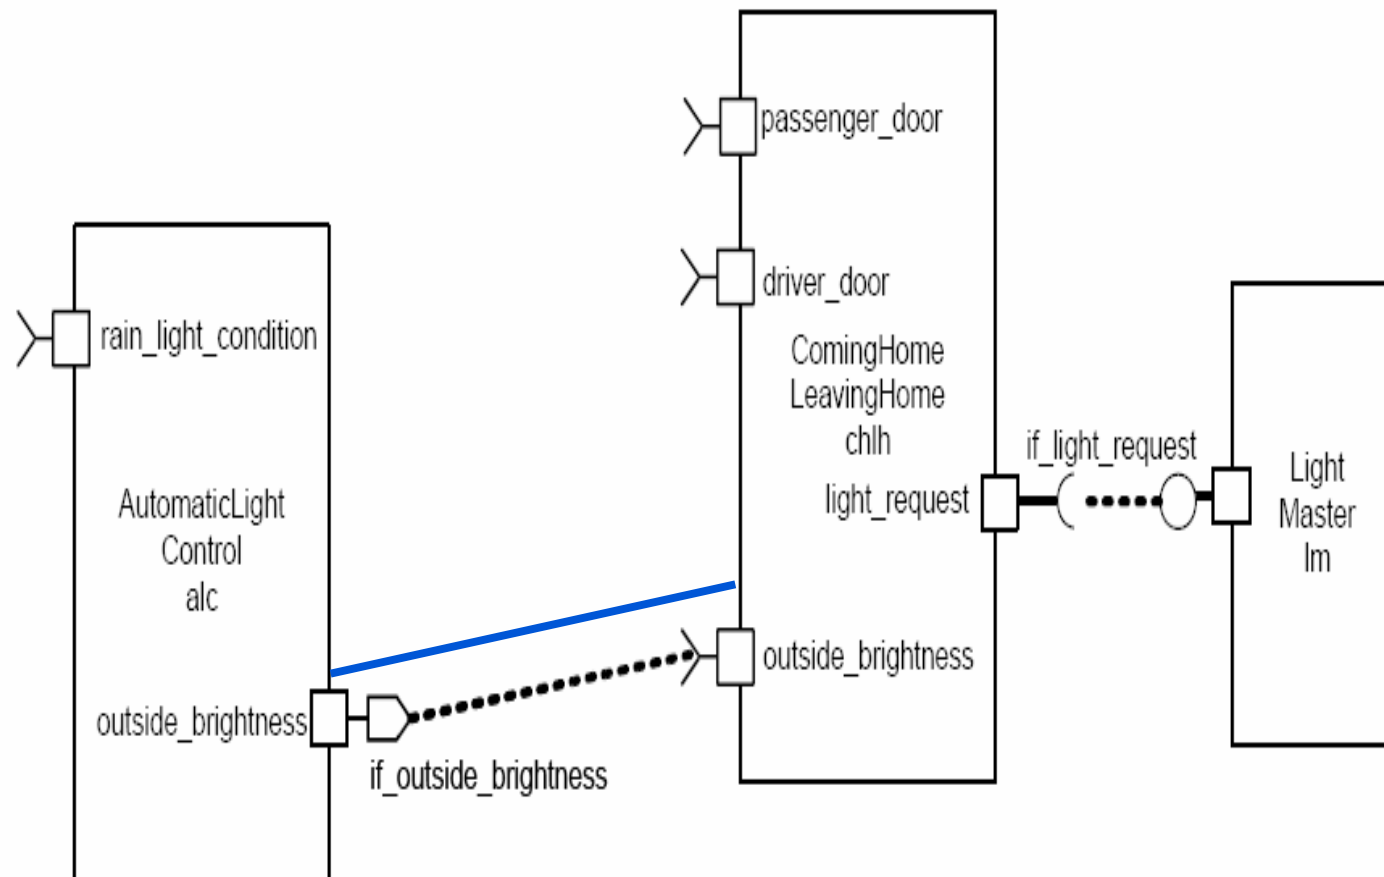 passenger_door
driver_door
rain_light_condition
ComingHome
LeavingHome
chlh
if_light_request
light_request
Light
Master
lm
AutomaticLight
Control
alc
outside_brightness
outside_brightness
if_outside_brightness